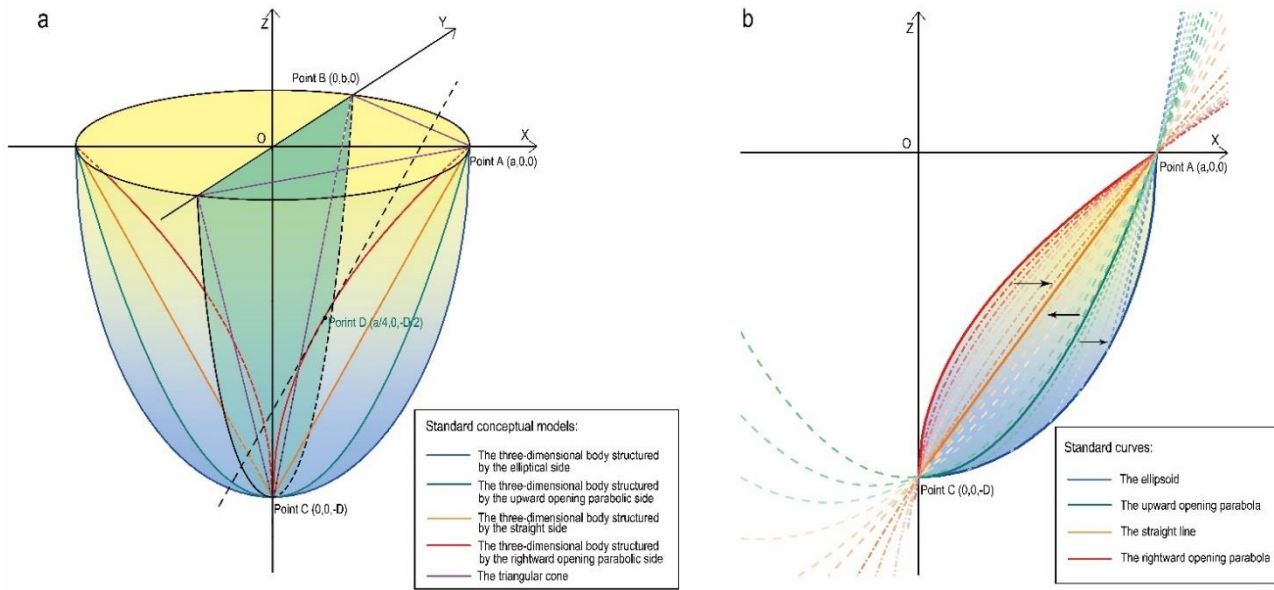 a
Z
Y
Point B (0,b,0)
O
X
Point A (a,0,0)
Porint D (a/4,0,-D/2)
Point C (0,0,-D)
Standard conceptual models:
The three-dimensional body structured
by the elliptical side
The three-dimensional body structured
by the upward opening parabolic side
The three-dimensional body structured
by the straight side
The three-dimensional body structured
by the rightward opening parabolic side
The triangular cone
b
Z
O
X
Point A (a,0,0)
Point C (0,0,-D)
Standard curves:
The ellipsoid
The upward opening parabola
The straight line
The rightward opening parabola